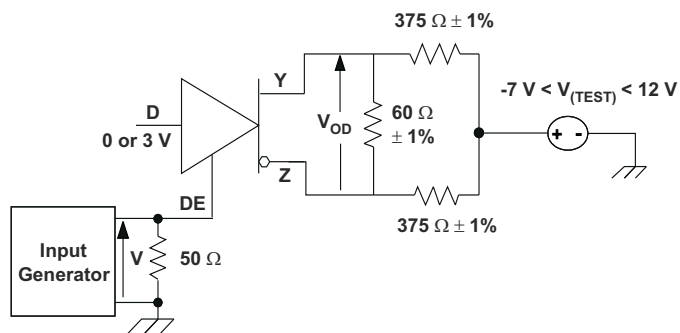 375 Ω ± 1%
Y
D
0 or 3 V
VOD
60 Ω
± 1%
-7 V < V(TEST) < 12 V
+ -
Z
DE
375 Ω ± 1%
Input
Generator
V
50 Ω